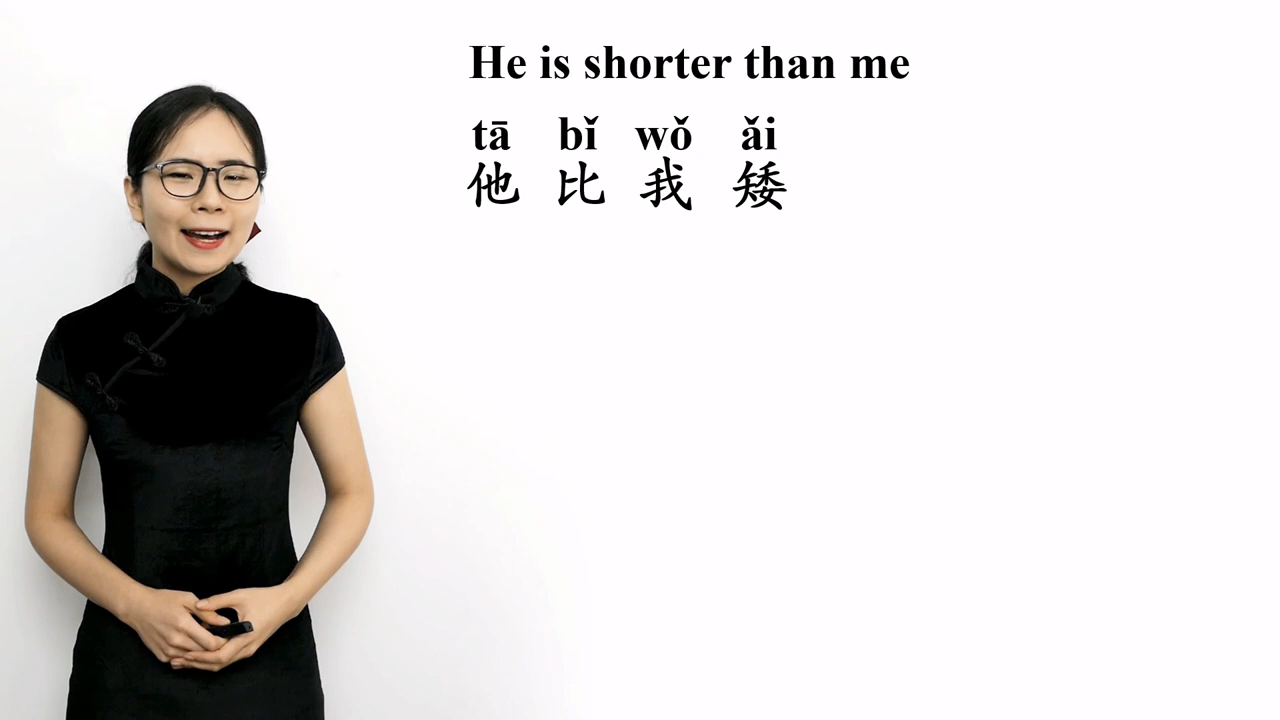 He is shorter than me
tā bǐ wǒ ǎi
他 比 我 矮